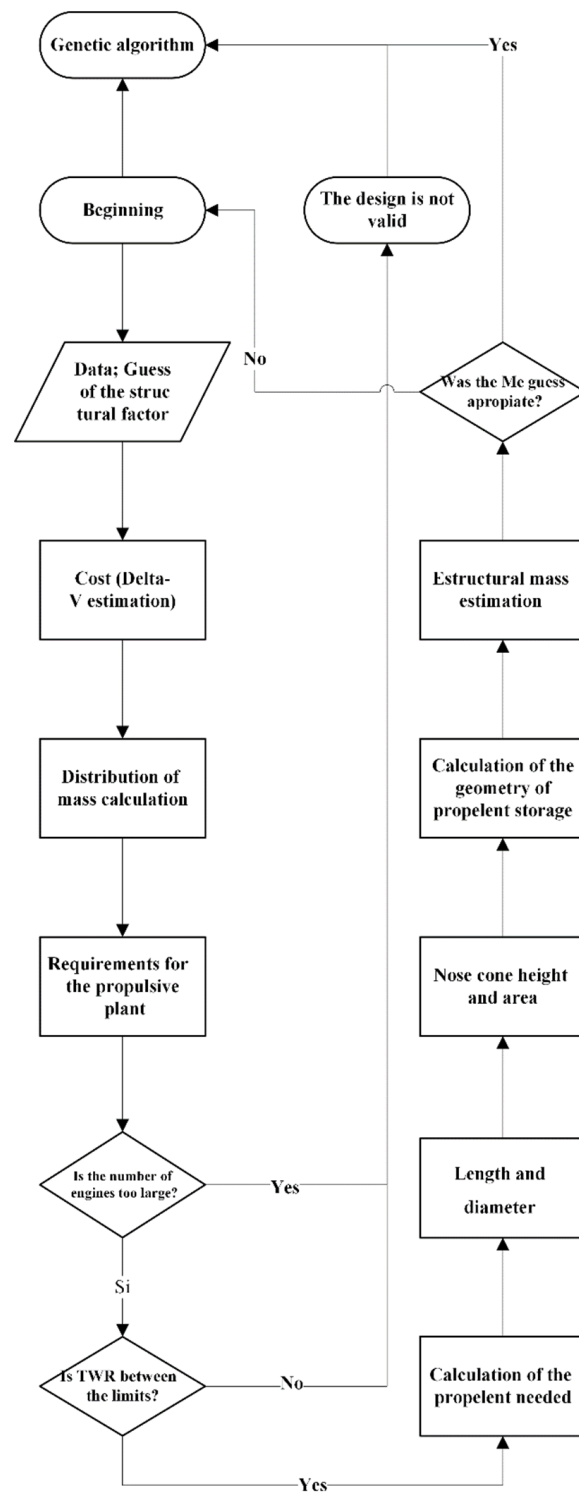 Genetic algorithm
Yes
Beginning
The design is not
valid
Data; Guess
of the struc
tural factor
No
Was the Me guess
apropiate?
Cost (Delta-
V estimation)
Estructural mass
estimation
Distribution of
mass calculation
Calculation of the
geometry of
propelent storage
Requirements for
the propulsive
plant
Nose cone height
and area
Is the number of
engines too large?
Yes
Length and
diameter
Si
Is TWR between
the limits?
No
Calculation of the
propelent needed
Yes